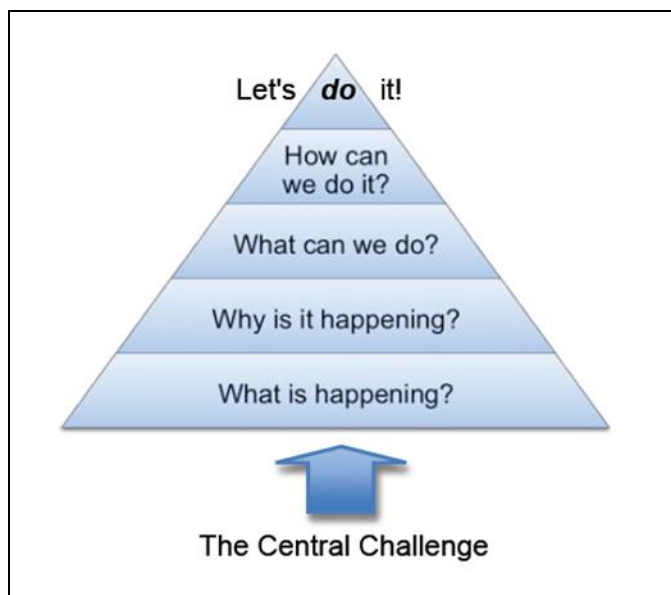 Let's do it!
How can
we do it?
What can we do?
Why is it happening?
What is happening?
The Central Challenge